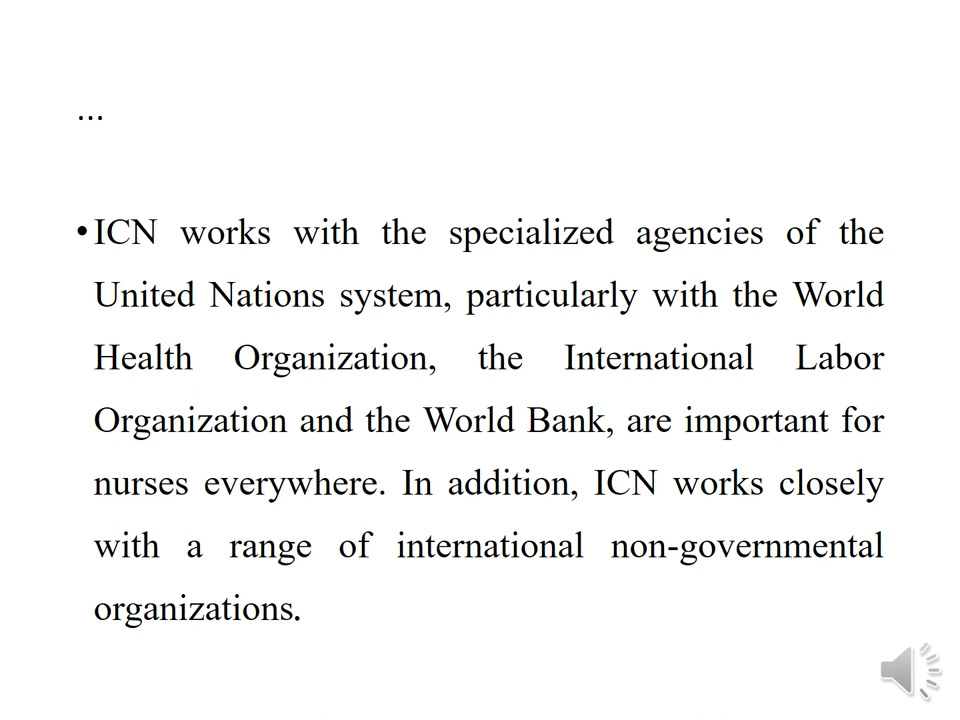 ...
• ICN works with the specialized agencies of the
United Nations system, particularly with the World
Health Organization, the International Labor
Organization and the World Bank, are important for
nurses everywhere. In addition, ICN works closely
with a range of international non-governmental
organizations.